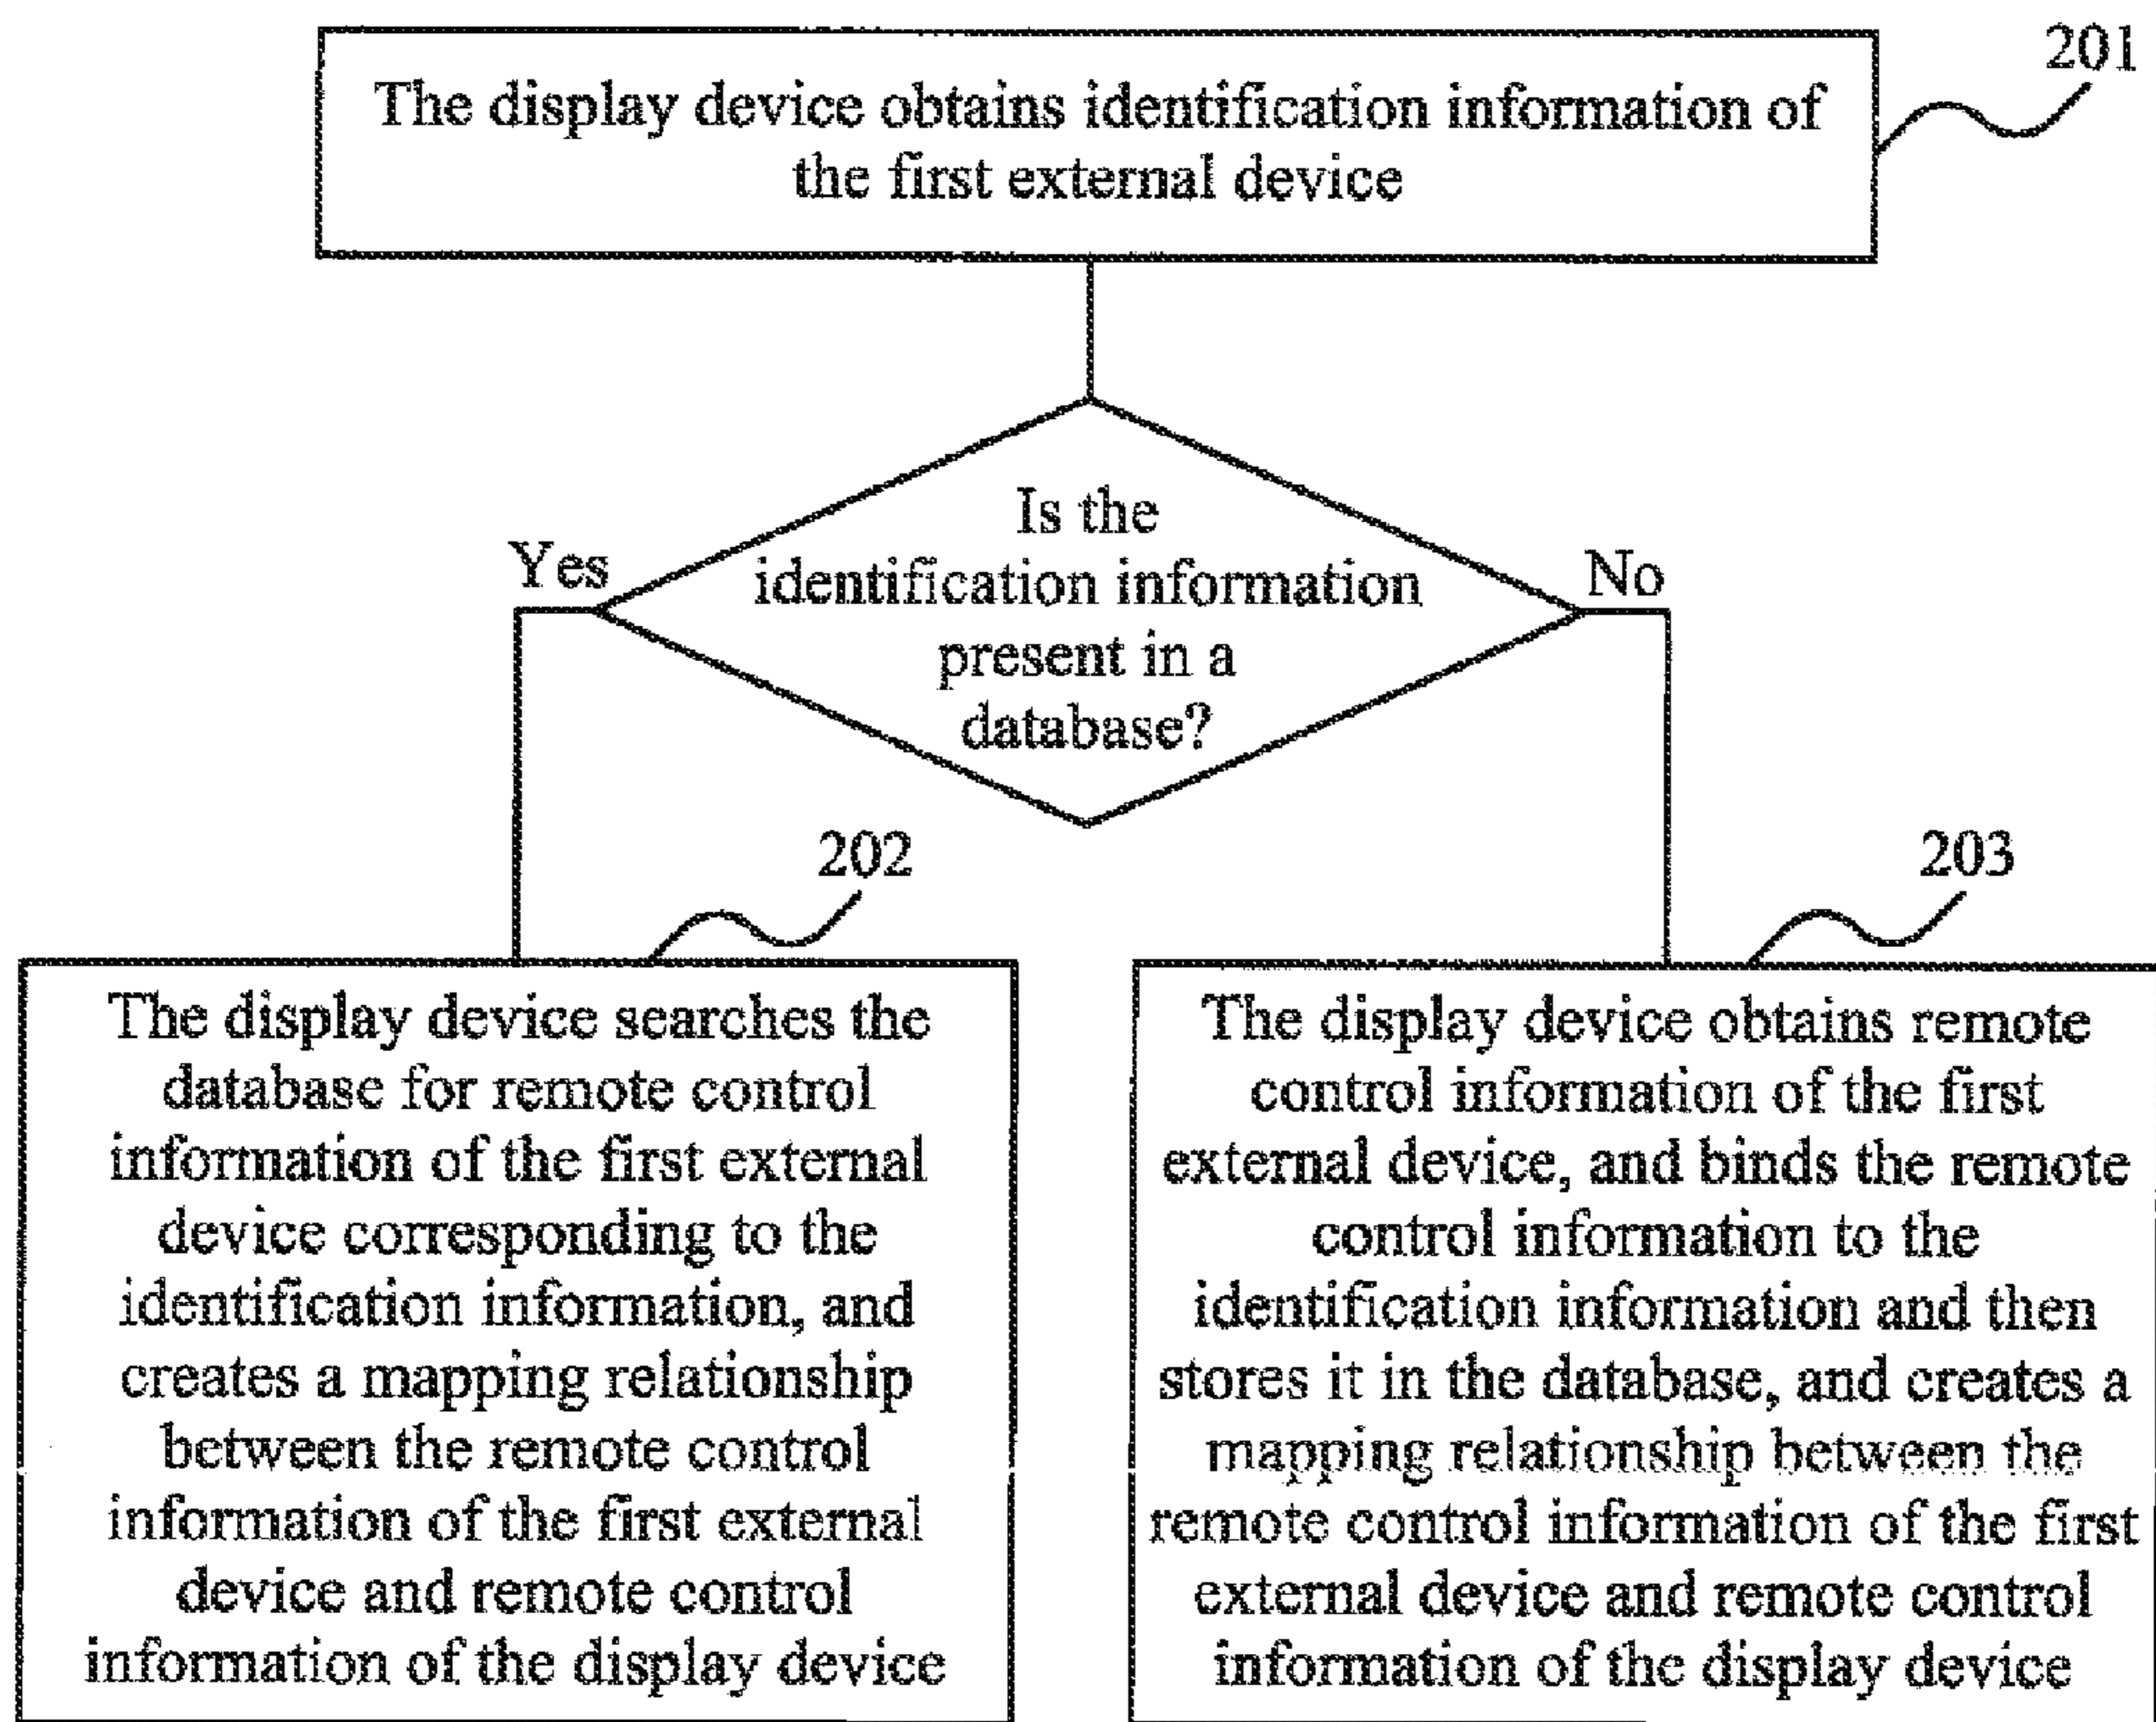 201
The display device obtains identification information of
the first external device
Is the
identification information
present in a
database?
Yes
No
202
The display device searches the
database for remote control
information of the first external
device corresponding to the
identification information, and
creates a mapping relationship
between the remote control
information of the first external
device and remote control
information of the display device
203
The display device obtains remote
control information of the first
external device, and binds the remote
control information to the
identification information and then
stores it in the database, and creates a
mapping relationship between the
remote control information of the first
external device and remote control
information of the display device